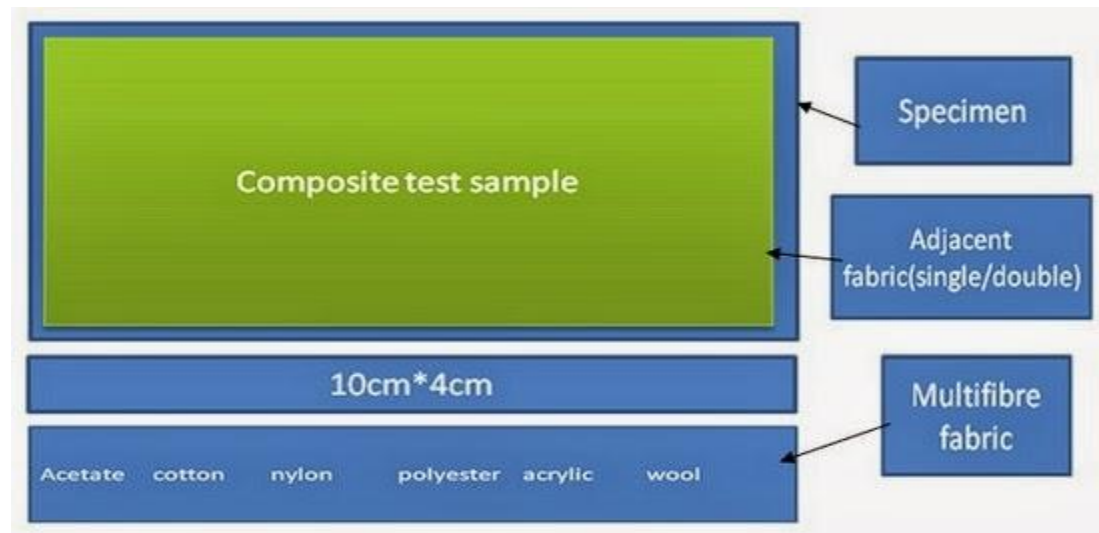 Composite test sample
Specimen
Adjacent
fabric(single/double)
10cm*4cm
Multifibre
fabric
Acetate cotton nylon polyester acrylic wool